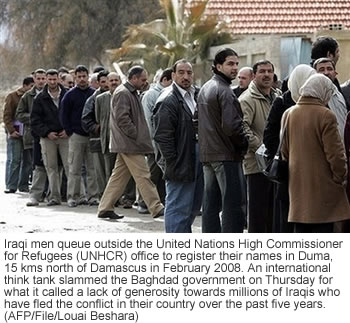 Iraqi men queue outside the United Nations High Commissioner
for Refugees (UNHCR) office to register their names in Duma,
15 kms north of Damascus in February 2008. An international
think tank slammed the Baghdad government on Thursday for
what it called a lack of generosity towards millions of Iraqis who
have fled the conflict in their country over the past five years.
(AFP/File/Louai Beshara)